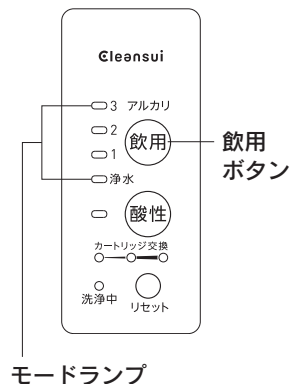 Cleansui
3 アルカリ
2
飲用
1
浄水
飲用
ボタン
酸性
カートリッジ交換
洗浄中
リセット
モードランプ